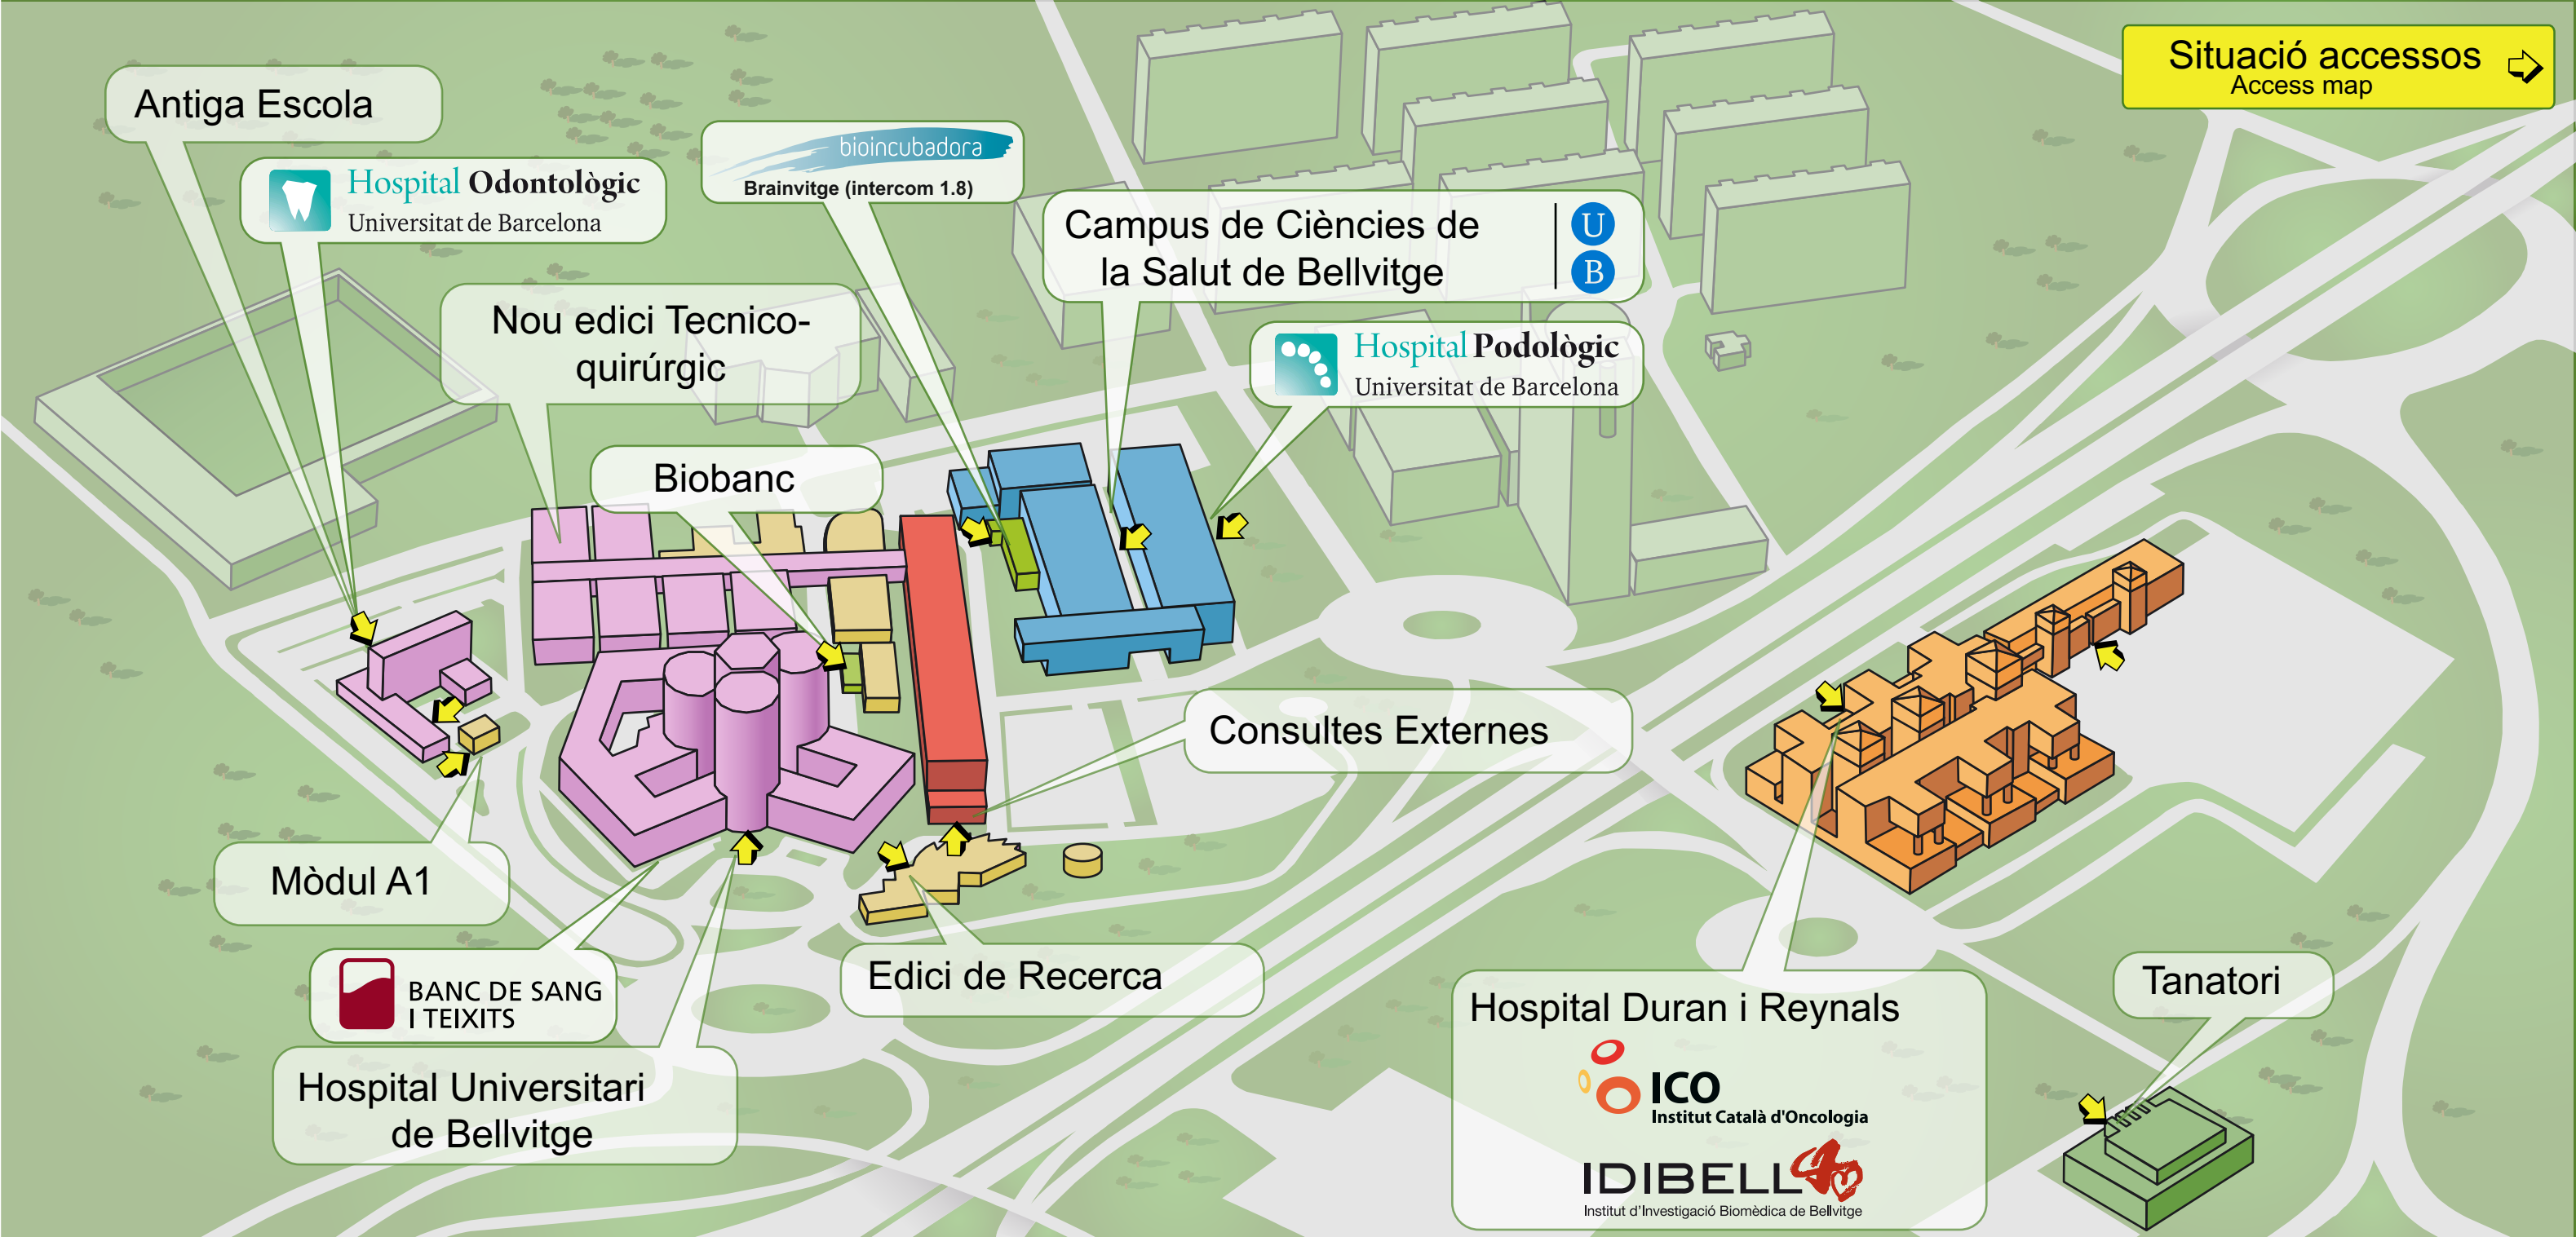 Situació accessos
Access map
Antiga Escola
Hospital Odontològic
Universitat de Barcelona
bioincubadora
Brainvitge (intercom 1.8)
Campus de Ciències de
la Salut de Bellvitge
U
B
Nou edici Tecnico-
quirúrgic
Hospital Podològic
Universitat de Barcelona
Biobanc
Consultes Externes
Mòdul A1
BANC DE SANG
I TEIXITS
Edici de Recerca
Hospital Universitari
de Bellvitge
Hospital Duran i Reynals
ICO
Institut Català d'Oncologia
IDIBELL
Institut d'Investigació Biomèdica de Bellvitge
Tanatori